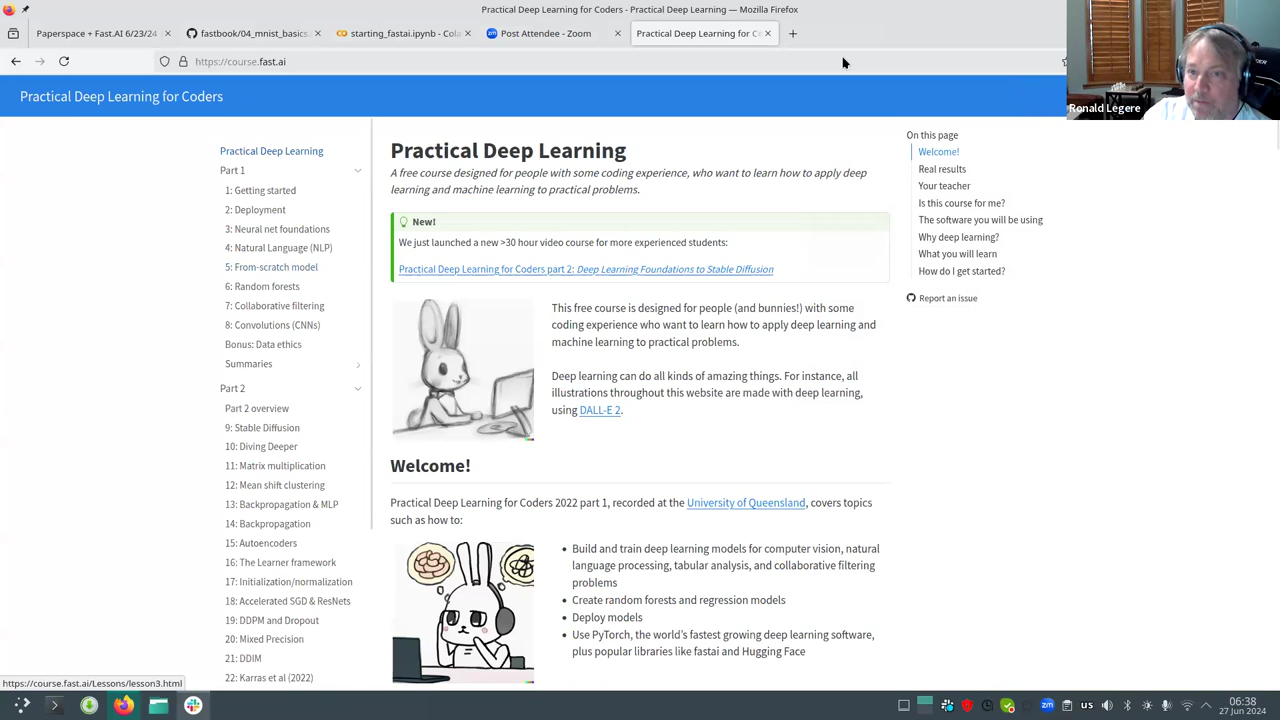 Practical Deep Learning for Coders - Practical Deep Learning — Mozilla Firefox
Paperspace + Fast.AI 6/23/24
fastbook/04_mnist_basics.
starting_fastai.ipynb - Col
Post Attendee - Zoom
Practical Deep Learning for Co
https://course.fast.ai
Practical Deep Learning for Coders
Ronald Legere
Practical Deep Learning
Part 1
1: Getting started
2: Deployment
3: Neural net foundations
4: Natural Language (NLP)
5: From-scratch model
6: Random forests
7: Collaborative filtering
8: Convolutions (CNNs)
Bonus: Data ethics
Summaries
Part 2
Part 2 overview
9: Stable Diffusion
10: Diving Deeper
11: Matrix multiplication
12: Mean shift clustering
13: Backpropagation & MLP
14: Backpropagation
15: Autoencoders
16: The Learner framework
17: Initialization/normalization
18: Accelerated SGD & ResNets
19: DDPM and Dropout
20: Mixed Precision
21: DDIM
22: Karras et al (2022)
Practical Deep Learning
A free course designed for people with some coding experience, who want to learn how to apply deep
learning and machine learning to practical problems.
New!
We just launched a new >30 hour video course for more experienced students:
Practical Deep Learning for Coders part 2: Deep Learning Foundations to Stable Diffusion
This free course is designed for people (and bunnies!) with some
coding experience who want to learn how to apply deep learning and
machine learning to practical problems.
Deep learning can do all kinds of amazing things. For instance, all
illustrations throughout this website are made with deep learning,
using DALL-E 2.
Welcome!
Practical Deep Learning for Coders 2022 part 1, recorded at the University of Queensland, covers topics
such as how to:
• Build and train deep learning models for computer vision, natural
language processing, tabular analysis, and collaborative filtering
problems
• Create random forests and regression models
• Deploy models
• Use PyTorch, the world's fastest growing deep learning software,
plus popular libraries like fastai and Hugging Face
On this page
Welcome!
Real results
Your teacher
Is this course for me?
The software you will be using
Why deep learning?
What you will learn
How do I get started?
Report an issue
https://course.fast.ai/Lessons/lesson3.html
zm
us
06:38
27 Jun 2024